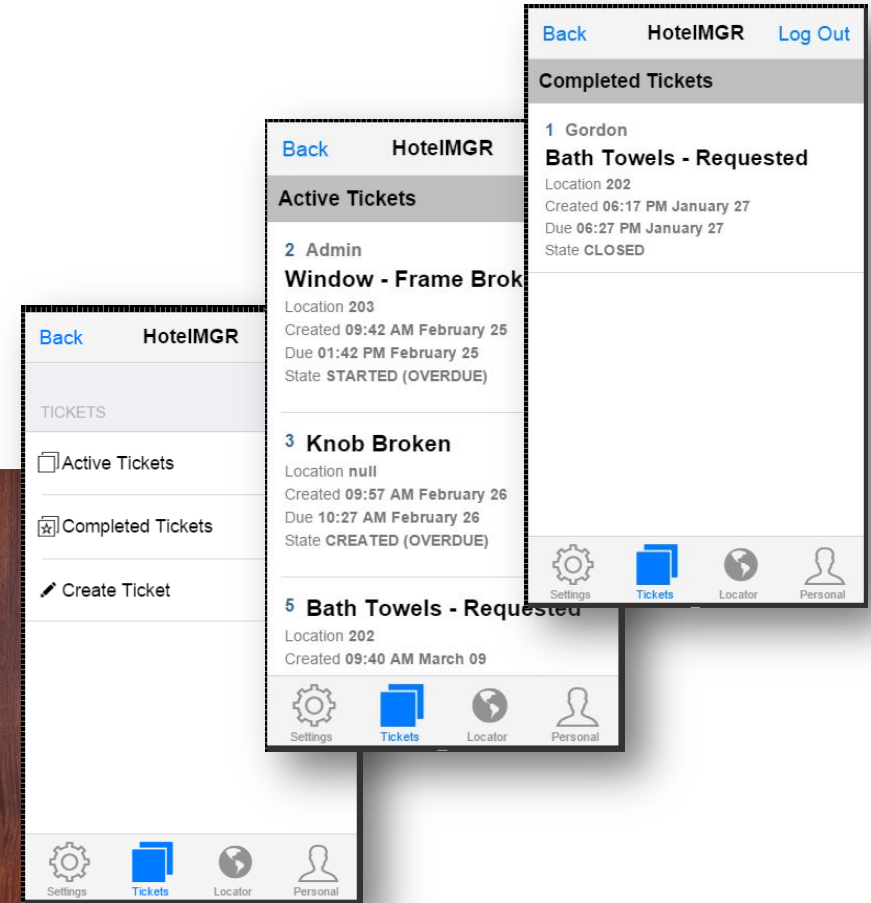 Back HotelMGR
TICKETS
Active Tickets
Completed Tickets
Create Ticket
Settings Tickets Locator Personal
Back HotelMGR
Active Tickets
2 Admin
Window - Frame Brok
Location 203
Created 09:42 AM February 25
Due 01:42 PM February 25
State STARTED (OVERDUE)
3 Knob Broken
Location null
Created 09:57 AM February 26
Due 10:27 AM February 26
State CREATED (OVERDUE)
5 Bath Towels - Requested
Location 202
Created 09:40 AM March 09
Settings Tickets Locator Personal
Back HotelMGR Log Out
Completed Tickets
1 Gordon
Bath Towels - Requested
Location 202
Created 06:17 PM January 27
Due 06:27 PM January 27
State CLOSED
Settings Tickets Locator Personal